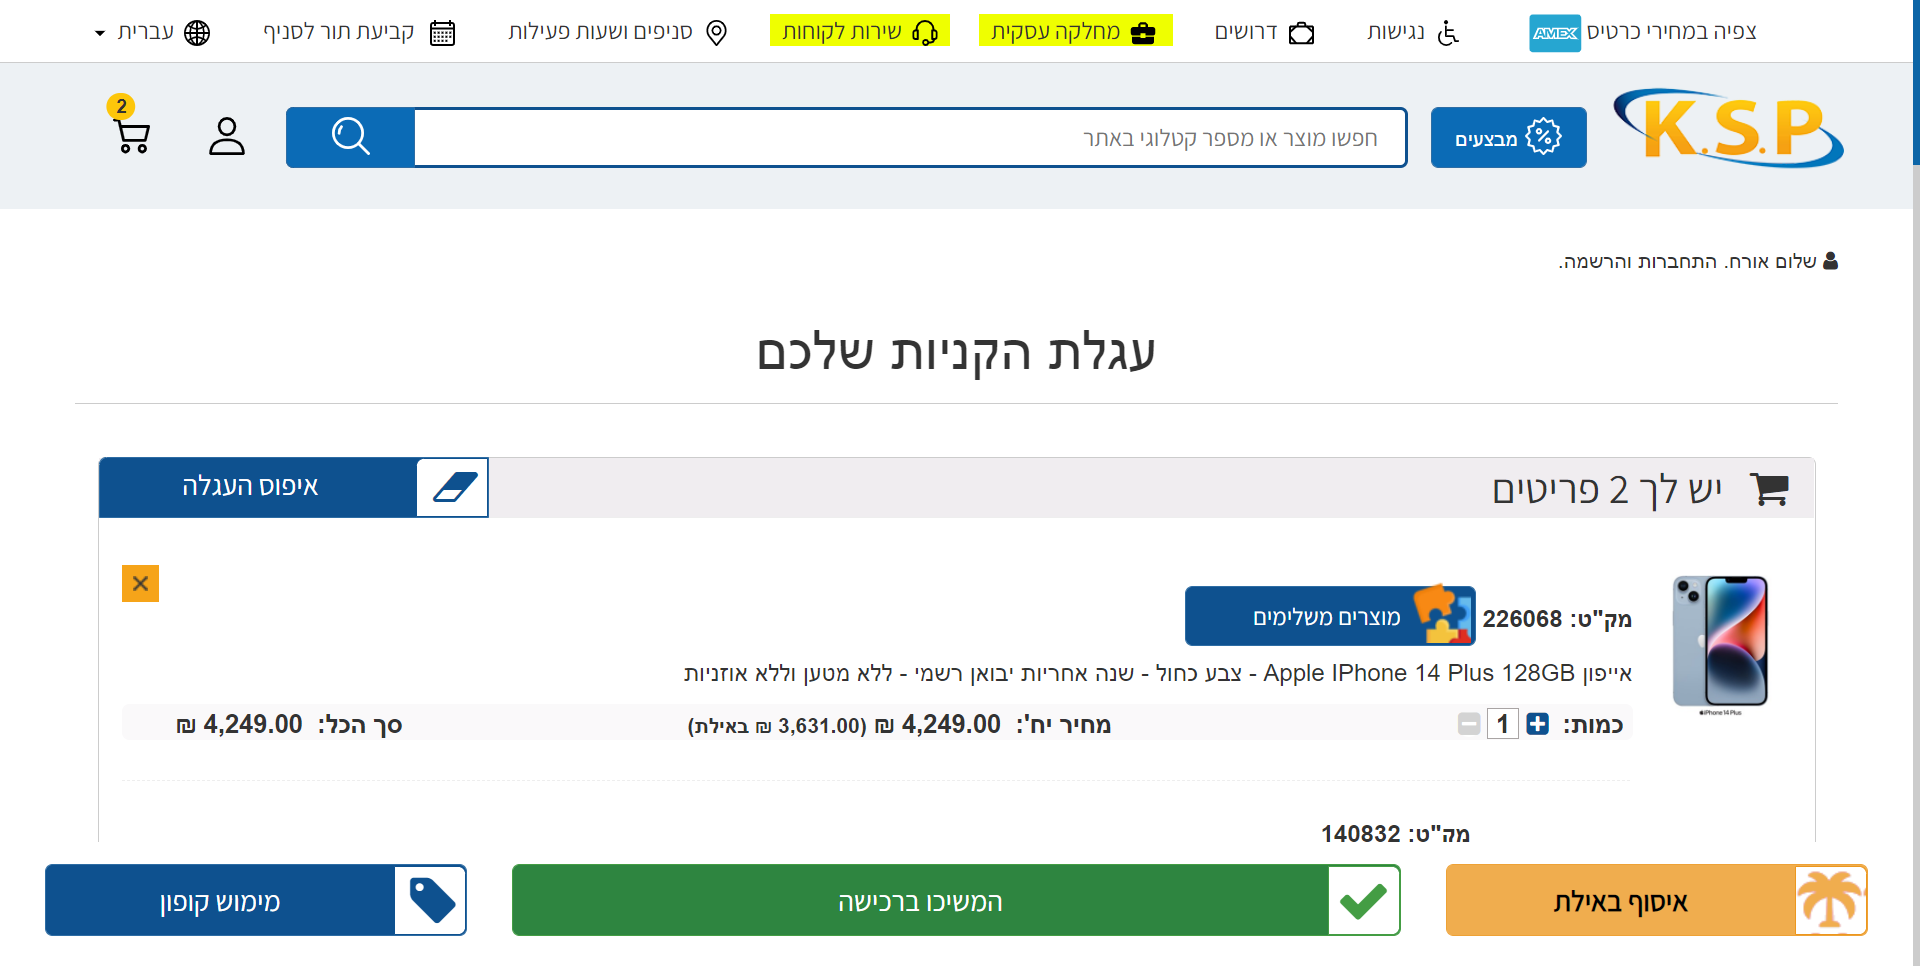 צפיה במחירי כרטיס AMEX
נגישות
דרושים
מחלקה עסקית
שירות לקוחות
סניפים ושעות פעילות
קביעת תור לסניף
עברית
K.S.P
מבצעים
חפשו מוצר או מספר קטלוגי באתר
2
שלום אורח. התחברות והרשמה.
עגלת הקניות שלכם
יש לך 2 פריטים
איפוס העגלה
מק"ט: 226068
מוצרים משלימים
אייפון Apple IPhone 14 Plus 128GB - צבע כחול - שנה אחריות יבואן רשמי - ללא מטען וללא אוזניות
iPhone 14 Plus
כמות: 1 מחיר יח': 4,249.00 ₪ (3,631.00 ₪ באילת) סך הכל: 4,249.00 ₪
מק"ט: 140832
איסוף באילת
המשיכו ברכישה
מימוש קופון